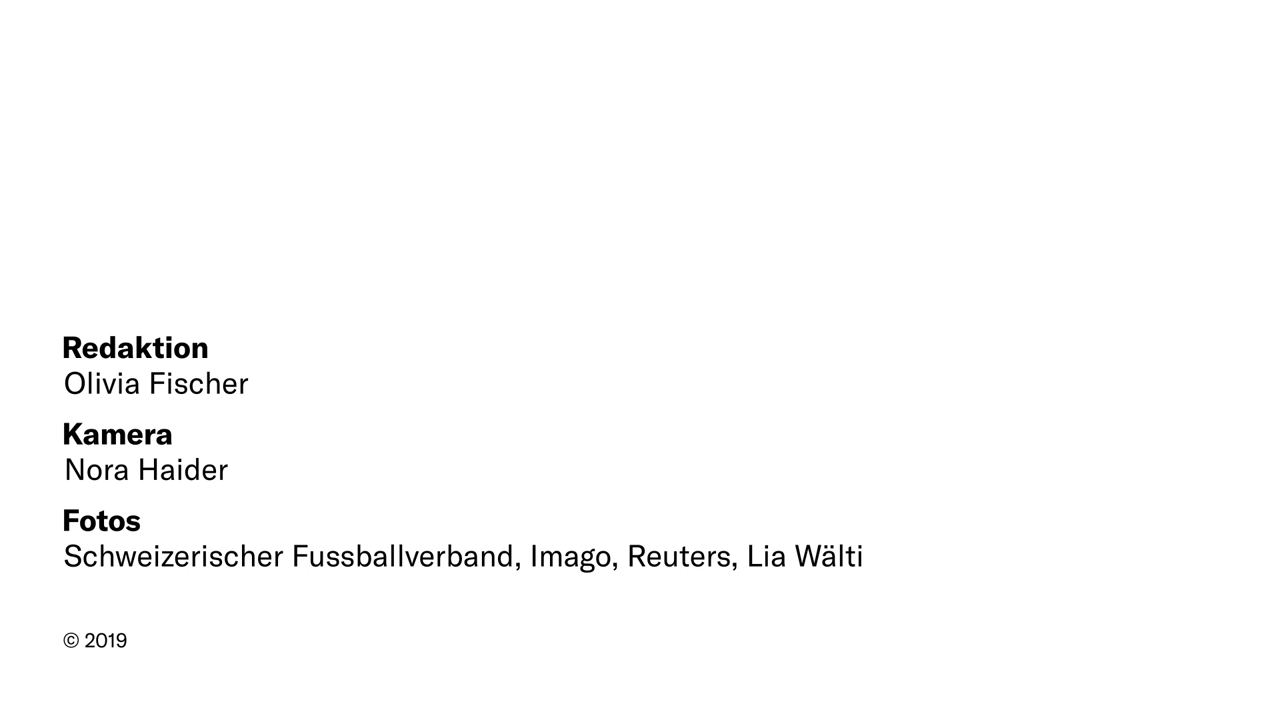 Redaktion
Olivia Fischer
Kamera
Nora Haider
Fotos
Schweizerischer Fussballverband, Imago, Reuters, Lia Wälti
© 2019